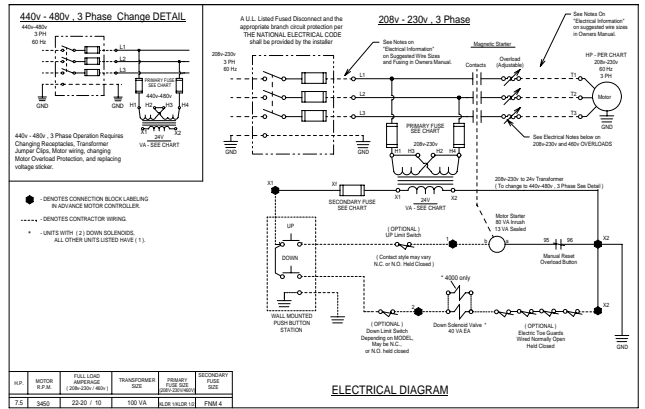 440v - 480v , 3 Phase  Change DETAIL
440v-480v
3 PH
60 Hz
L1
L2
L3
PRIMARY FUSE
SEE CHART
440v-480v
H1 H2 H3 H4
GND
GND
X1
X2
24V
VA - SEE CHART
440v - 480v , 3 Phase Operation Requires
Changing Receptacles, Transformer
Jumper Clips, Motor wiring, changing
Motor Overload Protection, and replacing
voltage sticker.
- DENOTES CONNECTION BLOCK LABELING
IN ADVANCE MOTOR CONTROLLER.
- DENOTES CONTRACTOR WIRING.
* - UNITS WITH ( 2 ) DOWN SOLENOIDS,
ALL OTHER UNITS LISTED HAVE ( 1 ).
A U.L. Listed Fused Disconnect and the
appropriate branch circuit protection per
THE NATIONAL ELECTRICAL CODE
shall be provided by the installer
208v - 230v , 3 Phase
See Notes on
"Electrical Information"
on Suggested Wire Sizes
and Fusing in Owners Manual.
See Notes On
"Electrical Information"
on suggested wire sizes
in Owners Manual.
208v-230v
3 PH
60 Hz
L1
L2
L3
GND
Magnetic Starter
Contacts
Overload
(Adjustable)
T1
T2
T3
HP - PER CHART
208v-230v
60 Hz
3 PH
Motor
GND
See Electrical Notes below on
208v-230v and 460v OVERLOADS
PRIMARY FUSE
SEE CHART
208v-230v
H1 H3 H2 H4
208v-230v to 24v Transformer
( To change to 440v-480v , 3 Phase See Detail )
X1
X1
SECONDARY FUSE
SEE CHART
X1
24V
X2
VA - SEE CHART
Motor Starter
80 VA Inrush
13 VA Sealed
UP
DOWN
( OPTIONAL )
UP Limit Switch
1
b
a
95
96
X2
( Contact style may vary
N.C. or N.O. Held Closed )
Manual Reset
Overload Button
GND
* 4000 only
2
X2
WALL MOUNTED
PUSH BUTTON
STATION
GND
( OPTIONAL )
Down Limit Switch
Depending on MODEL,
May be N.C.,
or N.O. held closed
Down Solenoid Valve *
40 VA EA
( OPTIONAL )
Electric Toe Guards
Wired Normally Open
Held Closed
ELECTRICAL DIAGRAM
H.P. MOTOR R.P.M. FULL LOAD AMPERAGE ( 208v-230v / 460v ) TRANSFORMER SIZE PRIMARY FUSE SIZE (208V-230V/460V) SECONDARY FUSE SIZE
7.5 3450 22-20 / 10 100 VA KLDR 1/KLDR 1/2 FNM 4